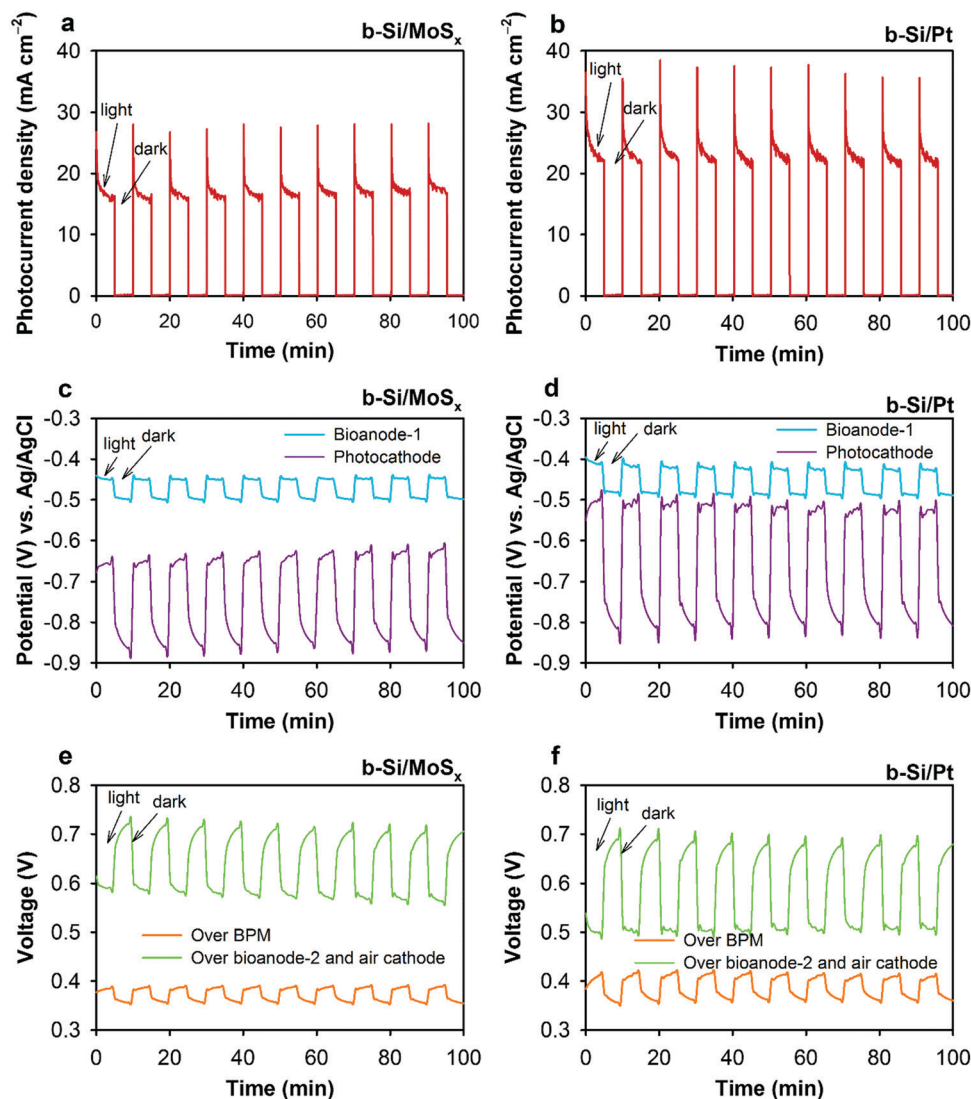 a
b-Si/MoSₓ
Photocurrent density (mA cm⁻²)
40
30
20
10
0
light
dark
0
20
40
60
80
100
Time (min)
b
b-Si/Pt
Photocurrent density (mA cm⁻²)
40
30
20
10
0
light
dark
0
20
40
60
80
100
Time (min)
c
b-Si/MoSₓ
Potential (V) vs. Ag/AgCl
-0.3
-0.4
-0.5
-0.6
-0.7
-0.8
-0.9
light
dark
Bioanode-1
Photocathode
0
20
40
60
80
100
Time (min)
d
b-Si/Pt
Potential (V) vs. Ag/AgCl
-0.3
-0.4
-0.5
-0.6
-0.7
-0.8
-0.9
light
dark
Bioanode-1
Photocathode
0
20
40
60
80
100
Time (min)
e
b-Si/MoSₓ
Voltage (V)
0.8
0.7
0.6
0.5
0.4
0.3
light
dark
Over BPM
Over bioanode-2 and air cathode
0
20
40
60
80
100
Time (min)
f
b-Si/Pt
Voltage (V)
0.8
0.7
0.6
0.5
0.4
0.3
light
dark
Over BPM
Over bioanode-2 and air cathode
0
20
40
60
80
100
Time (min)